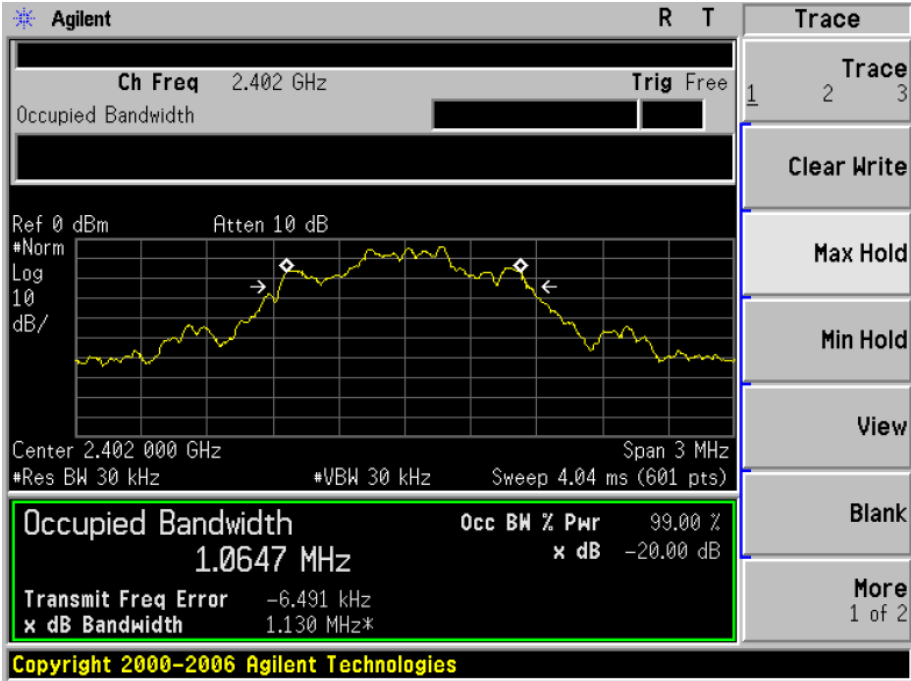 Agilent R T Trace
Ch Freq 2.402 GHz Trig Free
Occupied Bandwidth
Trace
1 2 3
Clear Write
Max Hold
Min Hold
View
Blank
More
1 of 2
Ref 0 dBm Atten 10 dB
#Norm
Log
10
dB/
Center 2.402 000 GHz Span 3 MHz
#Res BW 30 kHz #VBW 30 kHz Sweep 4.04 ms (601 pts)
Occupied Bandwidth Occ BW % Pwr 99.00 %
1.0647 MHz x dB -20.00 dB
Transmit Freq Error -6.491 kHz
x dB Bandwidth 1.130 MHz*
Copyright 2000-2006 Agilent Technologies